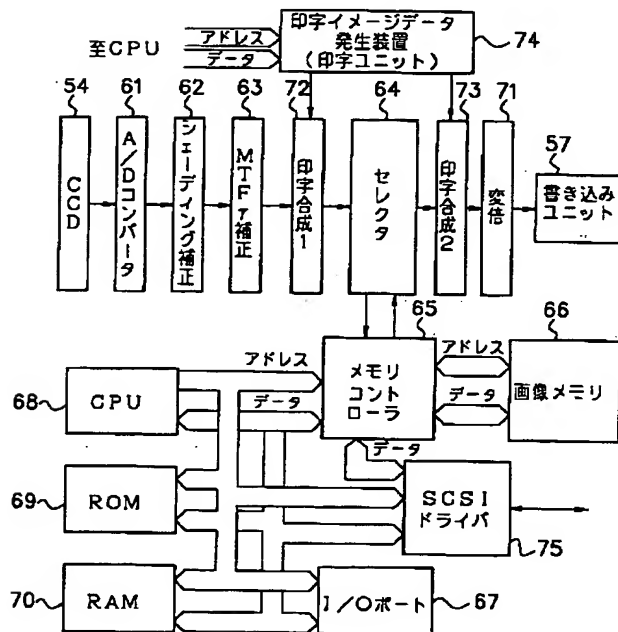 印字イメージデータ
発生装置
(印字ユニット)
74
至CPU
アドレス
データ
54
61
62
63
72
64
73
71
57
CCD
A/Dコンバータ
シェーディング補正
MTFγ補正
印字合成1
セレクタ
印字合成2
変倍
書き込み
ユニット
65
66
メモリ
コント
ローラ
アドレス
データ
画像メモリ
アドレス
データ
68
CPU
データ
69
ROM
SCSI
ドライバ
75
70
RAM
I/Oポート
67